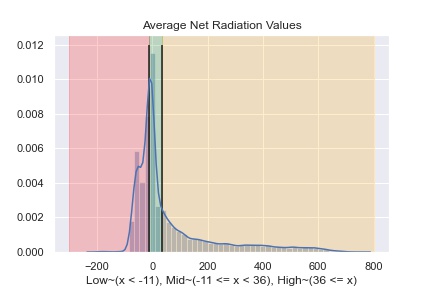 Average Net Radiation Values
0.012
0.010
0.008
0.006
0.004
0.002
0.000
−200 0 200 400 600 800
Low~(x < -11), Mid~(-11 <= x < 36), High~(36 <= x)